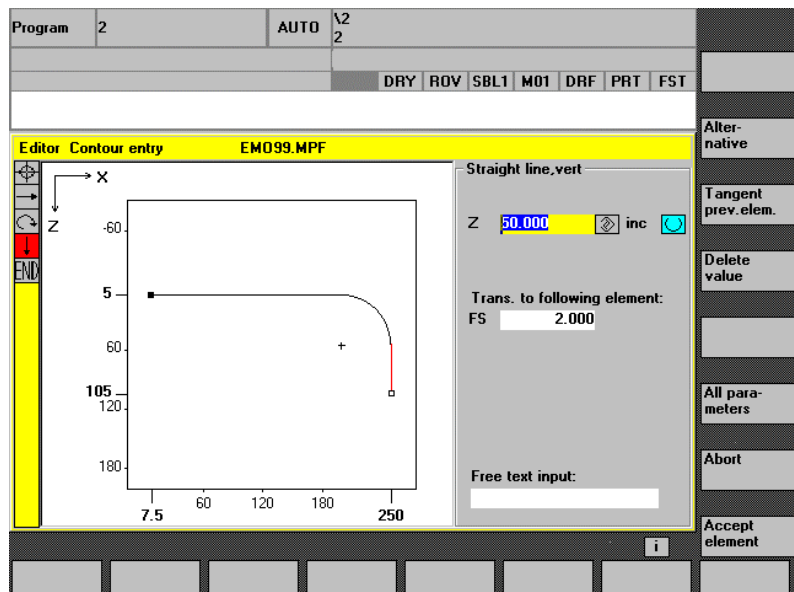 Program 2 AUTO \2
2
DRY ROV SBL1 M01 DRF PRT FST
Editor Contour entry EMO99.MPF
X
Z
END
-60
5
60
105
120
180
7.5 60 120 180 250
Straight line,vert
Z 50.000 inc
Trans. to following element:
FS 2.000
Free text input:
i
Alter-
native
Tangent
prev.elem.
Delete
value
All para-
meters
Abort
Accept
element